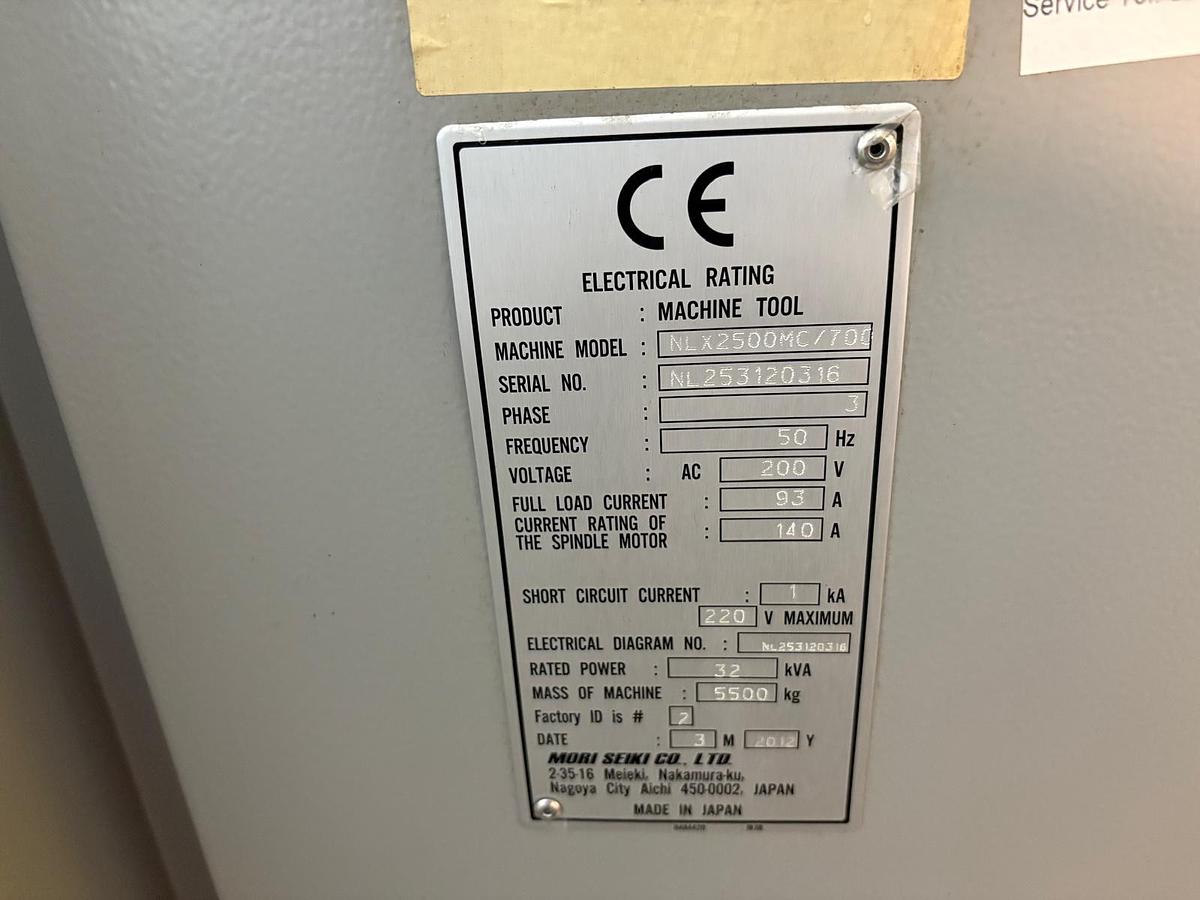 Service
CE
ELECTRICAL RATING
PRODUCT : MACHINE TOOL
MACHINE MODEL : NLX2500MC/700
SERIAL NO. : NL253120316
PHASE : 3
FREQUENCY : 50 Hz
VOLTAGE : AC 200 V
FULL LOAD CURRENT : 93 A
CURRENT RATING OF
THE SPINDLE MOTOR : 140 A
SHORT CIRCUIT CURRENT : 1 kA
220 V MAXIMUM
ELECTRICAL DIAGRAM NO. : NL253120316
RATED POWER : 32 kVA
MASS OF MACHINE : 5500 kg
Factory ID is # 2
DATE : 3 M 2012 Y
MORI SEIKI CO., LTD.
2-35-16 Meieki, Nakamura-ku,
Nagoya City Aichi 450-0002, JAPAN
MADE IN JAPAN